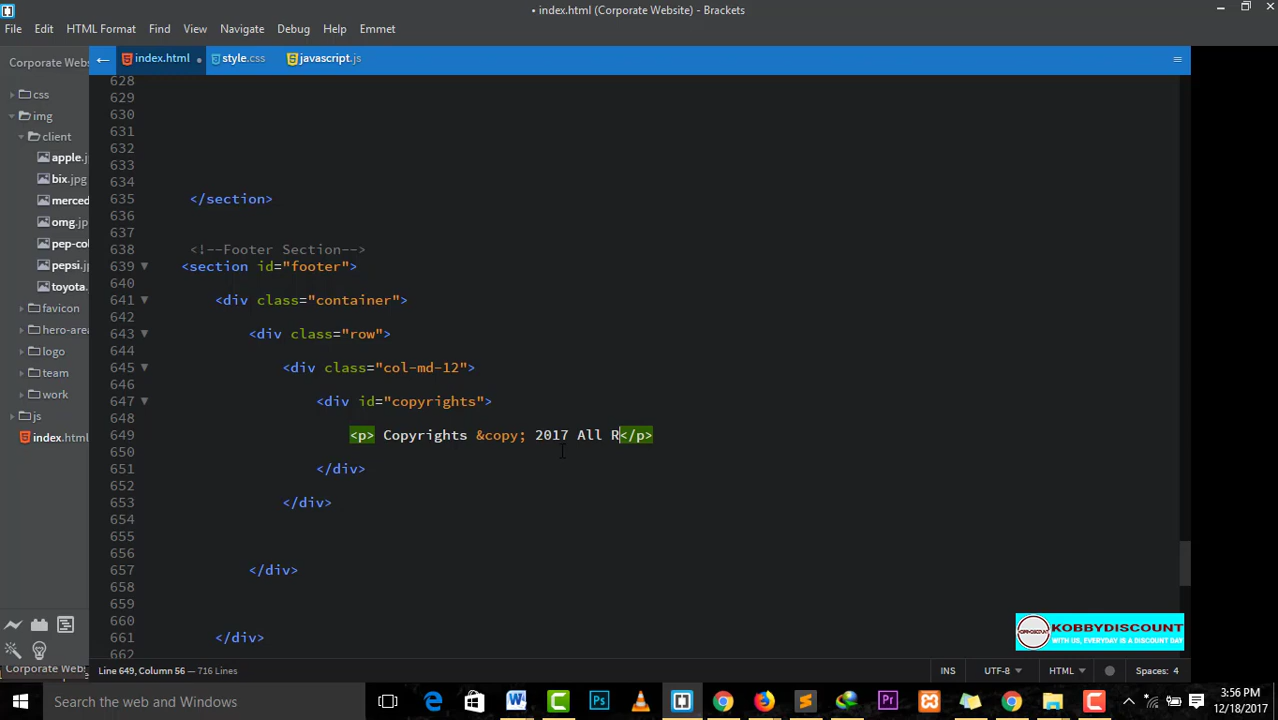 • index.html (Corporate Website) - Brackets
File Edit HTML Format Find View Navigate Debug Help Emmet
Corporate Webs
css
img
client
apple.j
bix.jpg
merced
omg.jp
pep-co
pepsi.j
toyota.
favicon
hero-area
logo
team
work
js
index.html
← index.html • style.css javascript.js
628
629
630
631
632
633
634
635 </section>
636
637
638 <!--Footer Section-->
639 <section id="footer">
640
641 <div class="container">
642
643 <div class="row">
644
645 <div class="col-md-12">
646
647 <div id="copyrights">
648
649 <p> Copyrights &copy; 2017 All R</p>
650
651 </div>
652
653 </div>
654
655
656
657 </div>
658
659
660
661 </div>
662
KOBBYDISCOUNT
WITH US, EVERYDAY IS A DISCOUNT DAY
Corporate Webs
Line 649, Column 56 — 716 Lines
INS UTF-8 HTML Spaces: 4
Search the web and Windows
3:56 PM
12/18/2017